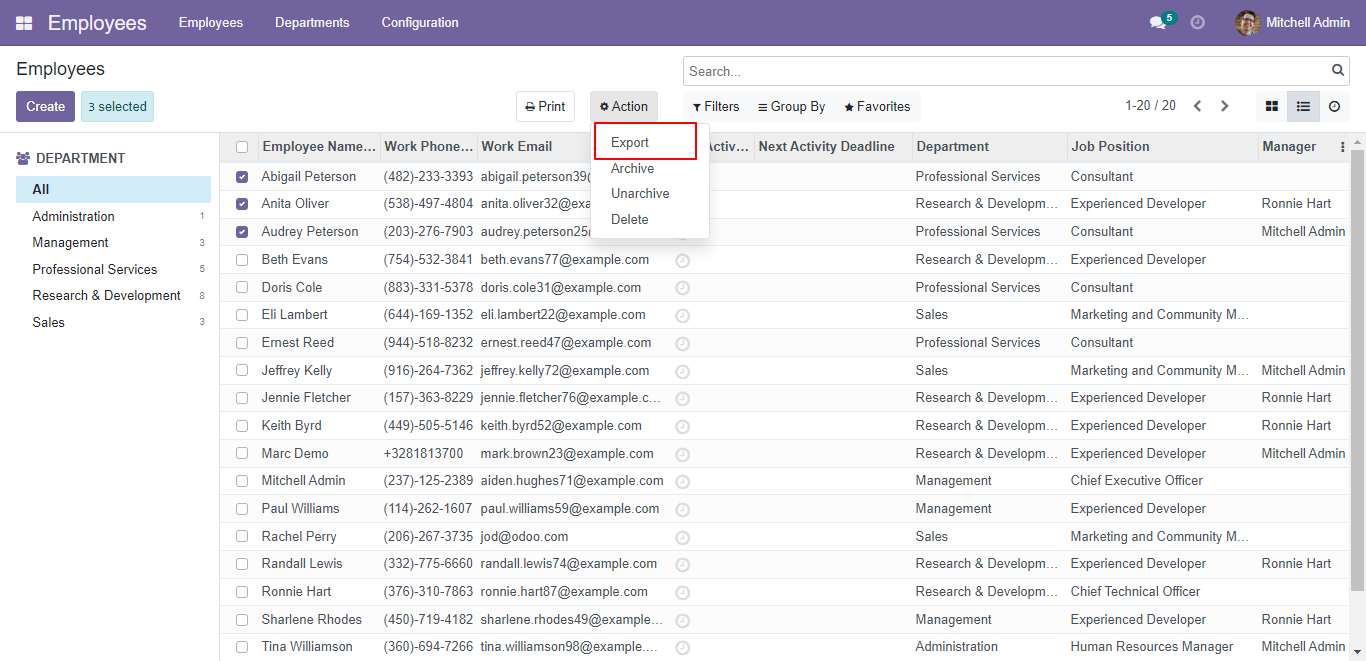 Employees Employees Departments Configuration 5 Mitchell Admin
Employees Search...
Create 3 selected Print Action Filters Group By Favorites 1-20 / 20
DEPARTMENT
All
Administration 1
Management 3
Professional Services 5
Research & Development 8
Sales 3
Export
Archive
Unarchive
Delete
Employee Name... Work Phone... Work Email Activ... Next Activity Deadline Department Job Position Manager
Abigail Peterson (482)-233-3393 abigail.peterson39@ Professional Services Consultant
Anita Oliver (538)-497-4804 anita.oliver32@exa Research & Developm... Experienced Developer Ronnie Hart
Audrey Peterson (203)-276-7903 audrey.peterson25@ Professional Services Consultant Mitchell Admin
Beth Evans (754)-532-3841 beth.evans77@example.com Research & Developm... Experienced Developer
Doris Cole (883)-331-5378 doris.cole31@example.com Professional Services Consultant
Eli Lambert (644)-169-1352 eli.lambert22@example.com Sales Marketing and Community M...
Ernest Reed (944)-518-8232 ernest.reed47@example.com Professional Services Consultant
Jeffrey Kelly (916)-264-7362 jeffrey.kelly72@example.com Sales Marketing and Community M... Mitchell Admin
Jennie Fletcher (157)-363-8229 jennie.fletcher76@example.c... Research & Developm... Experienced Developer Ronnie Hart
Keith Byrd (449)-505-5146 keith.byrd52@example.com Research & Developm... Experienced Developer Ronnie Hart
Marc Demo +3281813700 mark.brown23@example.com Research & Developm... Experienced Developer Mitchell Admin
Mitchell Admin (237)-125-2389 aiden.hughes71@example.com Management Chief Executive Officer
Paul Williams (114)-262-1607 paul.williams59@example.com Management Experienced Developer
Rachel Perry (206)-267-3735 jod@odoo.com Sales Marketing and Community M...
Randall Lewis (332)-775-6660 randall.lewis74@example.com Research & Developm... Experienced Developer Ronnie Hart
Ronnie Hart (376)-310-7863 ronnie.hart87@example.com Research & Developm... Chief Technical Officer
Sharlene Rhodes (450)-719-4182 sharlene.rhodes49@example... Management Experienced Developer Ronnie Hart
Tina Williamson (360)-694-7266 tina.williamson98@example.... Administration Human Resources Manager Mitchell Admin